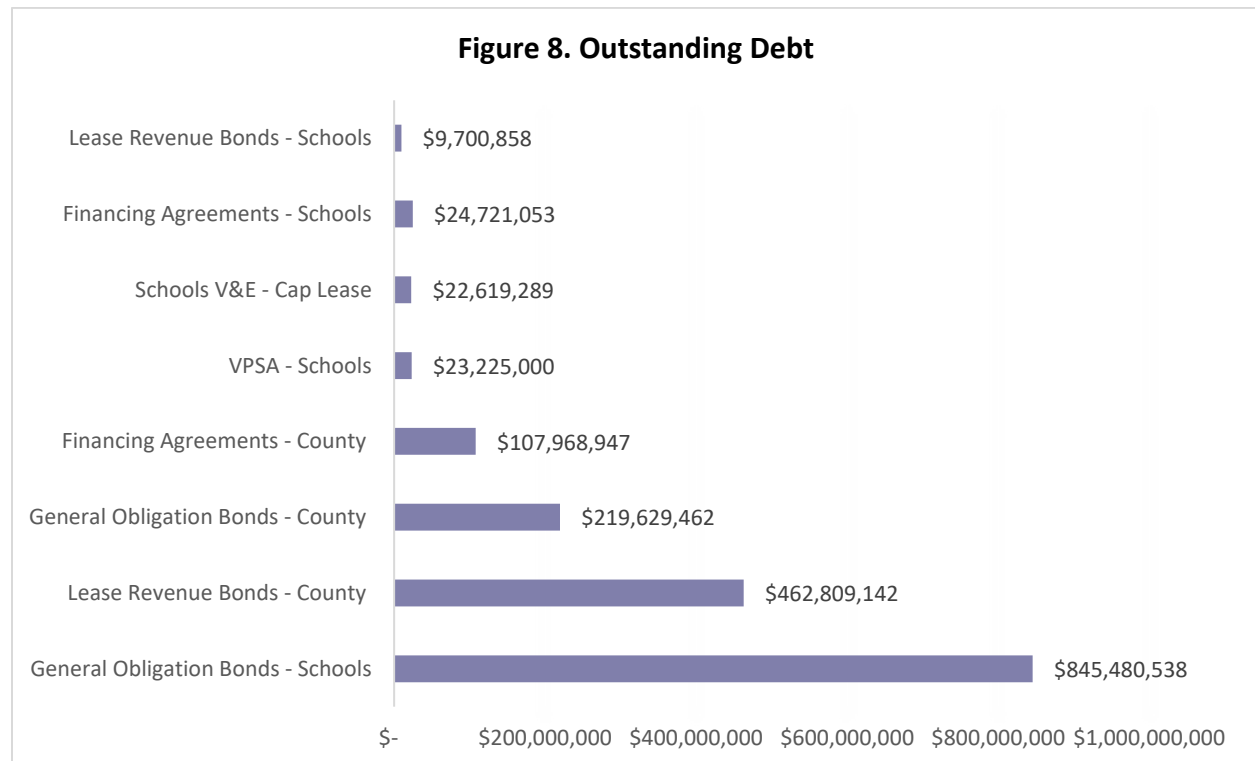 Figure 8. Outstanding Debt
Lease Revenue Bonds - Schools $9,700,858
Financing Agreements - Schools $24,721,053
Schools V&E - Cap Lease $22,619,289
VPSA - Schools $23,225,000
Financing Agreements - County $107,968,947
General Obligation Bonds - County $219,629,462
Lease Revenue Bonds - County $462,809,142
General Obligation Bonds - Schools $845,480,538
$- $200,000,000 $400,000,000 $600,000,000 $800,000,000 $1,000,000,000